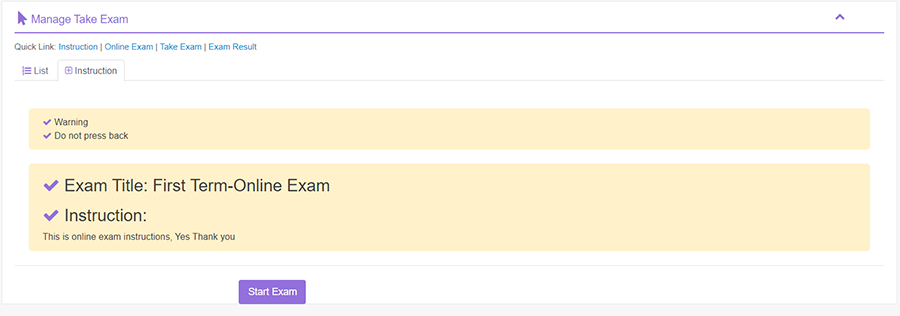 Manage Take Exam
Quick Link: Instruction | Online Exam | Take Exam | Exam Result
List Instruction
Warning
Do not press back
Exam Title: First Term-Online Exam
Instruction:
This is online exam instructions, Yes Thank you
Start Exam